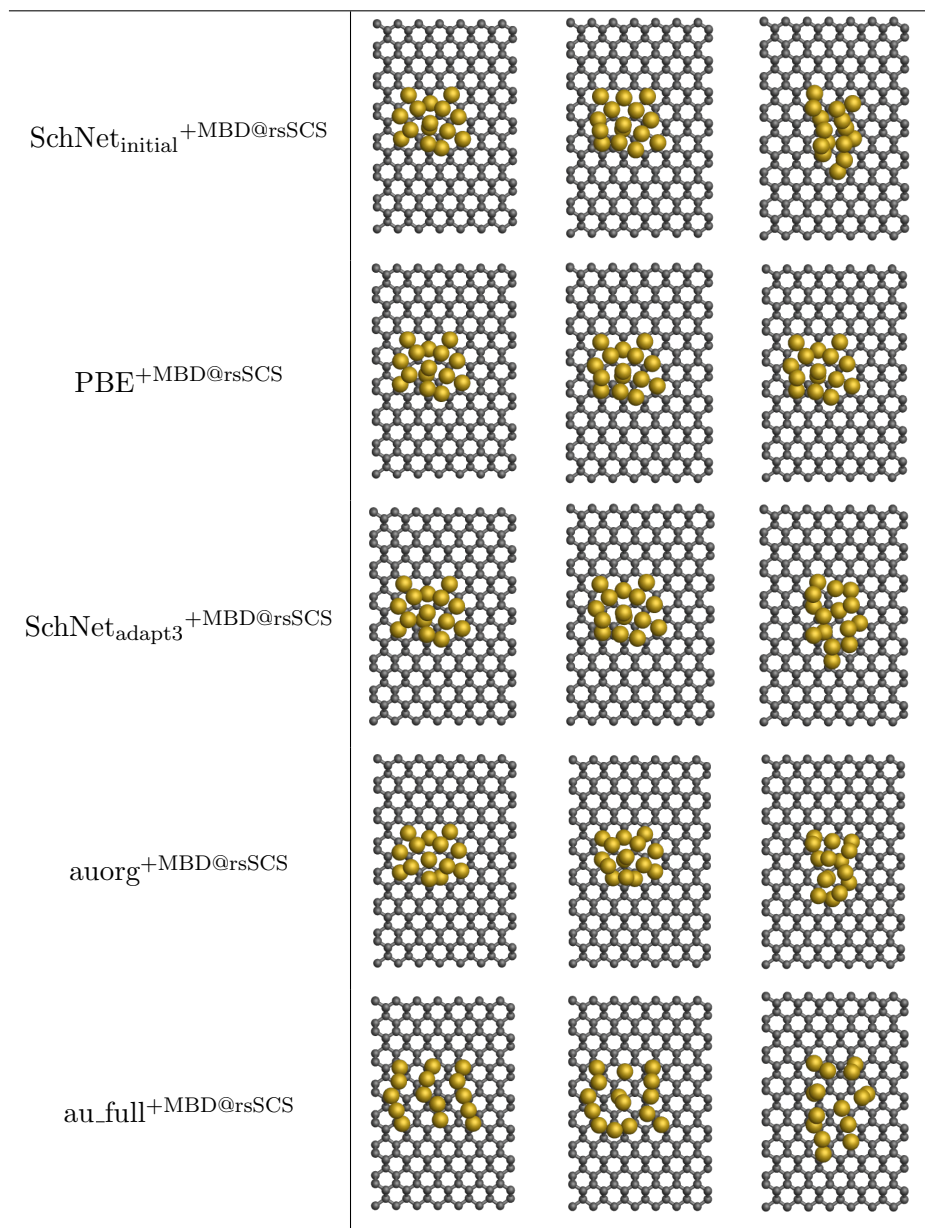 SchNet_initial^+MBD@rsSCS
PBE^+MBD@rsSCS
SchNet_adapt3^+MBD@rsSCS
auorg^+MBD@rsSCS
au_full^+MBD@rsSCS